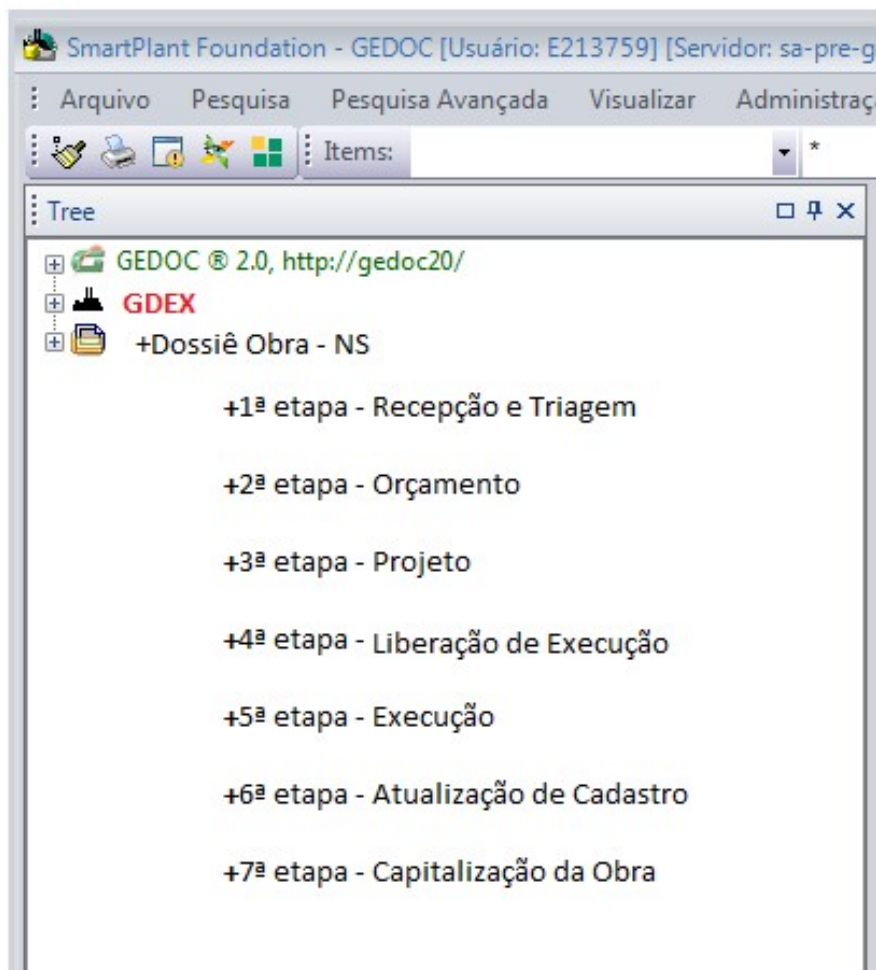 SmartPlant Foundation - GEDOC [Usuário: E213759] [Servidor: sa-pre-g
Arquivo Pesquisa Pesquisa Avançada Visualizar Administraç
Items: *
Tree
GEDOC ® 2.0, http://gedoc20/
GDEX
+Dossiê Obra - NS
+1ª etapa - Recepção e Triagem
+2ª etapa - Orçamento
+3ª etapa - Projeto
+4ª etapa - Liberação de Execução
+5ª etapa - Execução
+6ª etapa - Atualização de Cadastro
+7ª etapa - Capitalização da Obra